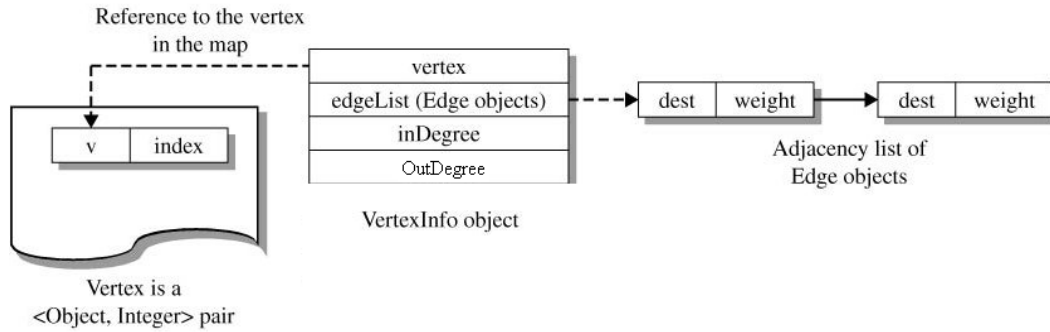 Reference to the vertex
in the map
vertex
edgeList (Edge objects)
inDegree
OutDegree
dest weight
dest weight
v index
Adjacency list of
Edge objects
VertexInfo object
Vertex is a
<Object, Integer> pair